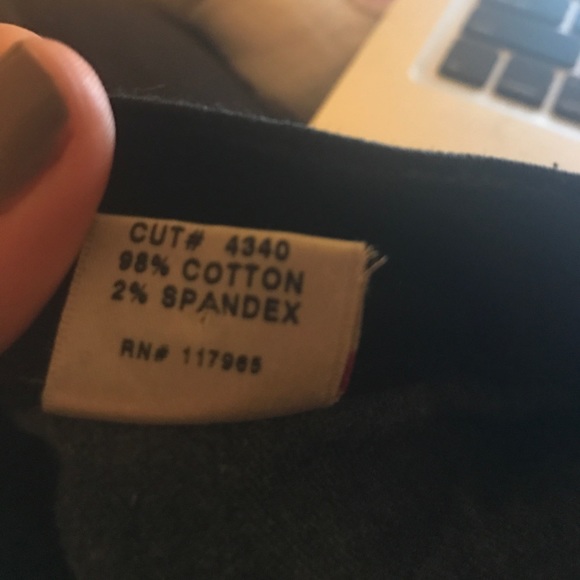 CUT# 4340
98% COTTON
2% SPANDEX
RN# 117965